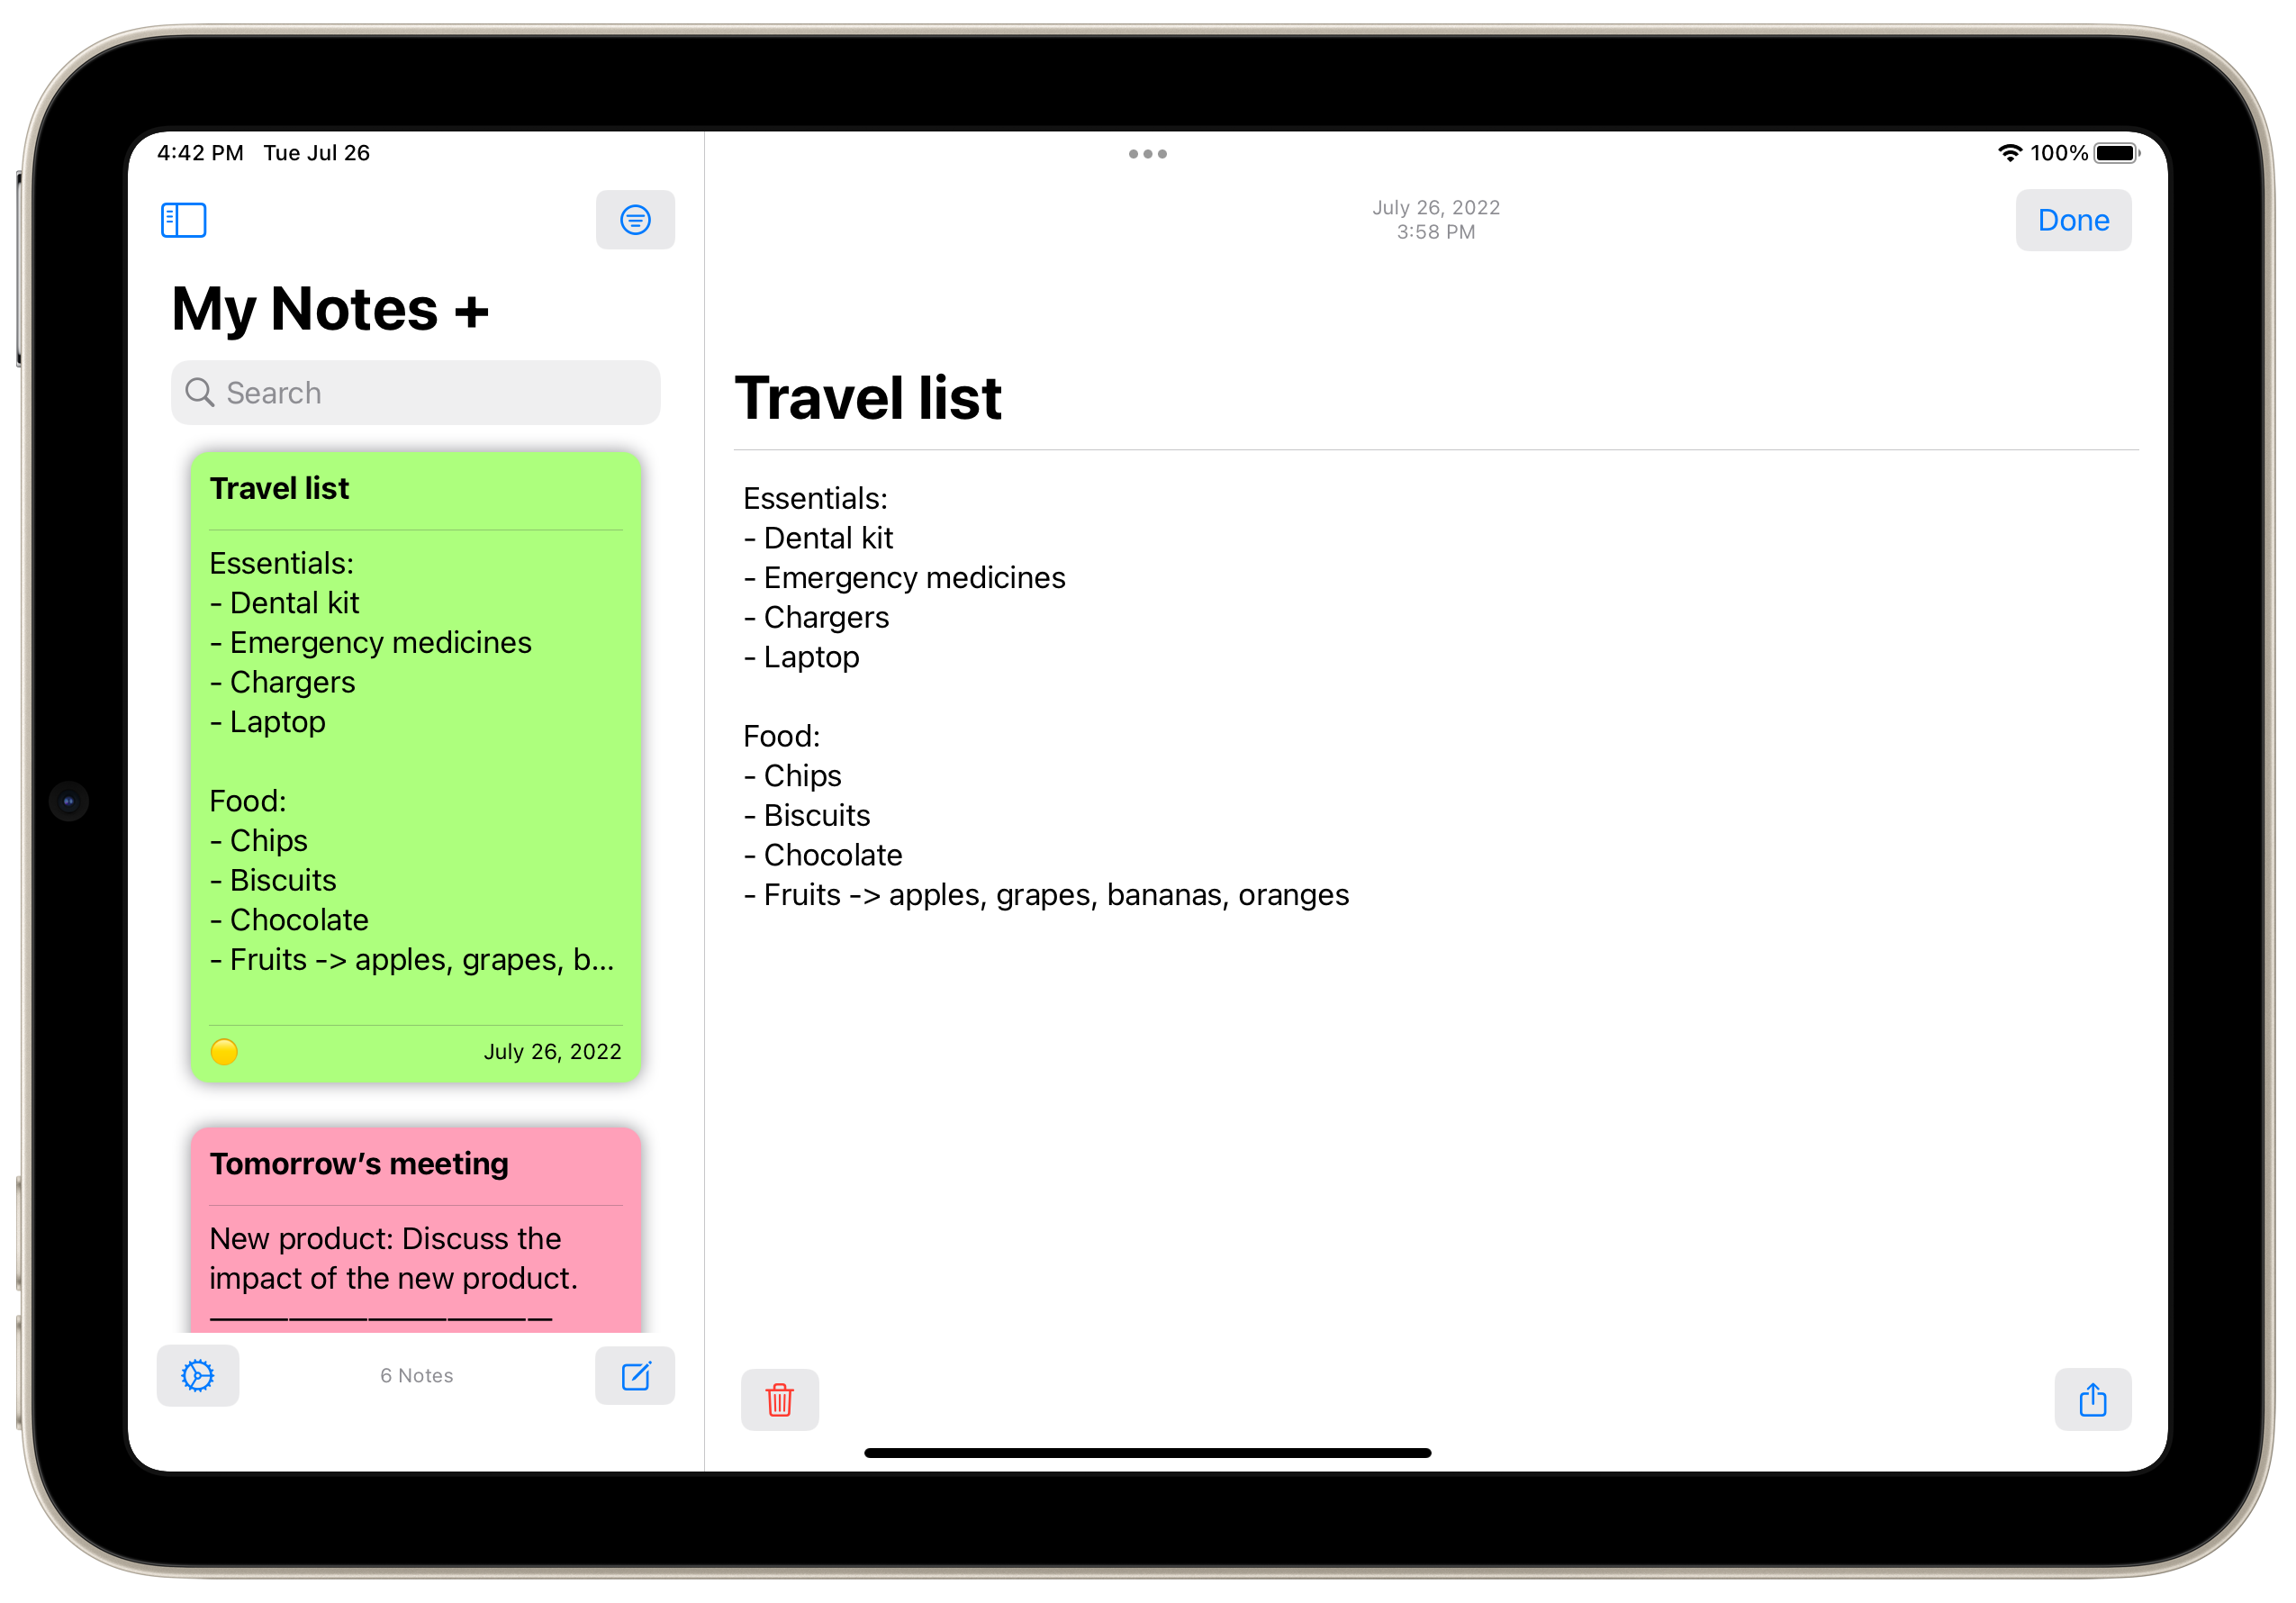 4:42 PM Tue Jul 26
100%
My Notes +
Search
Travel list
Essentials:
- Dental kit
- Emergency medicines
- Chargers
- Laptop
Food:
- Chips
- Biscuits
- Chocolate
- Fruits -> apples, grapes, b...
July 26, 2022
Tomorrow’s meeting
New product: Discuss the
impact of the new product.
6 Notes
July 26, 2022
3:58 PM
Done
Travel list
Essentials:
- Dental kit
- Emergency medicines
- Chargers
- Laptop
Food:
- Chips
- Biscuits
- Chocolate
- Fruits -> apples, grapes, bananas, oranges